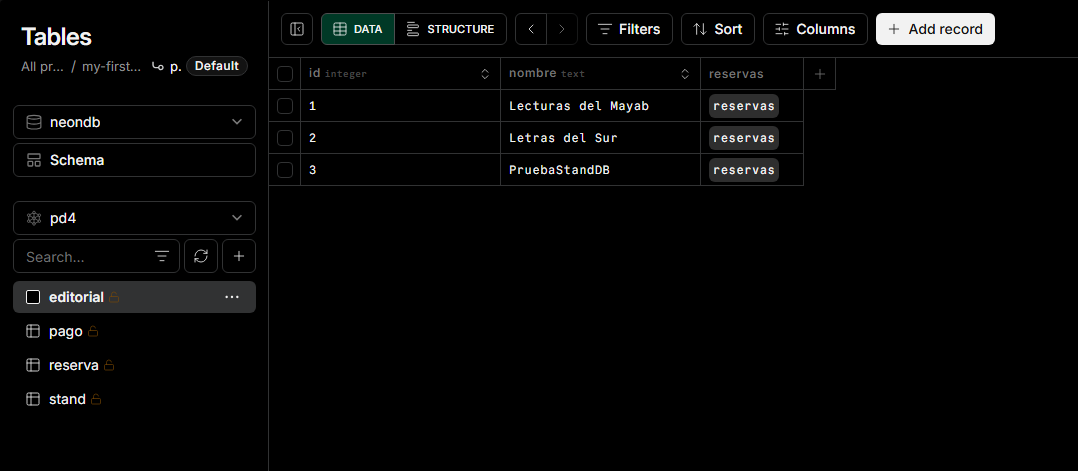 Tables
All pr... / my-first... p. Default
neondb
Schema
pd4
Search...
editorial
pago
reserva
stand
DATA STRUCTURE Filters Sort Columns + Add record
id integer nombre text reservas +
1 Lecturas del Mayab reservas
2 Letras del Sur reservas
3 PruebaStandDB reservas